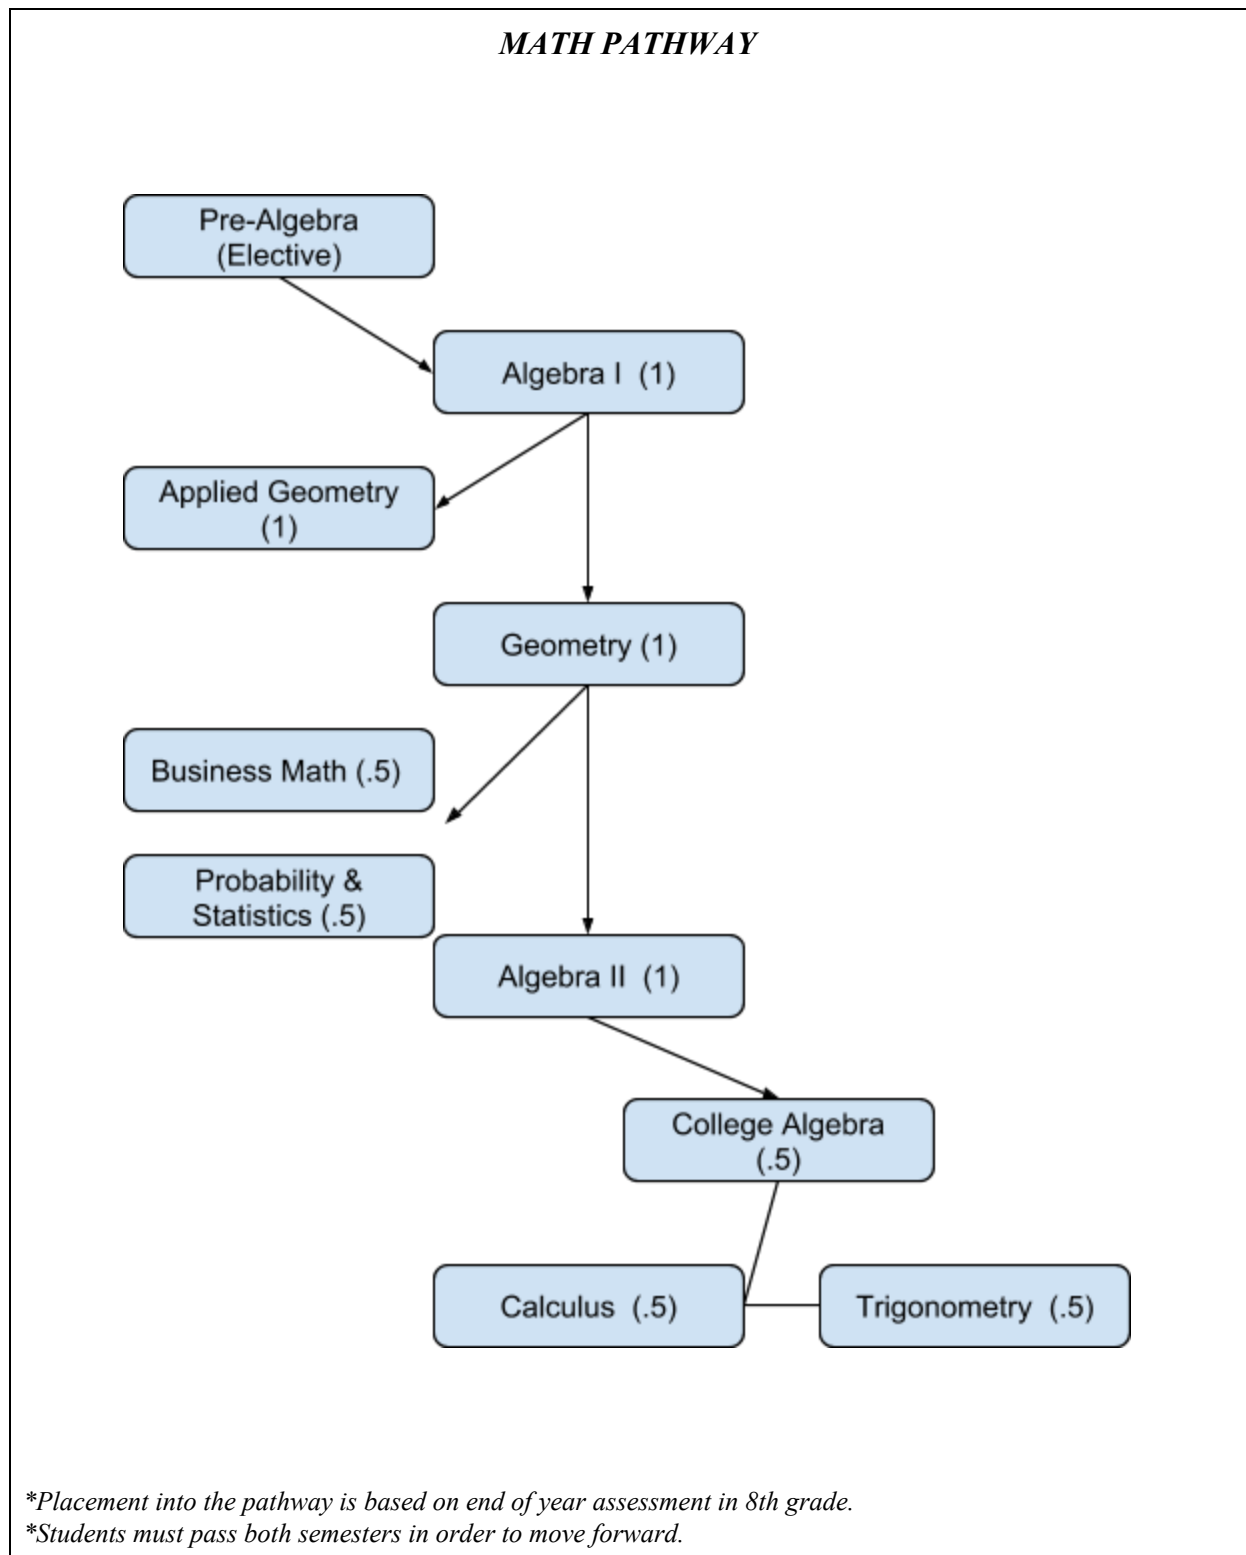 MATH PATHWAY
Pre-Algebra
(Elective)
Algebra I (1)
Applied Geometry
(1)
Geometry (1)
Business Math (.5)
Probability &
Statistics (.5)
Algebra II (1)
College Algebra
(.5)
Calculus (.5)
Trigonometry (.5)
*Placement into the pathway is based on end of year assessment in 8th grade.
*Students must pass both semesters in order to move forward.